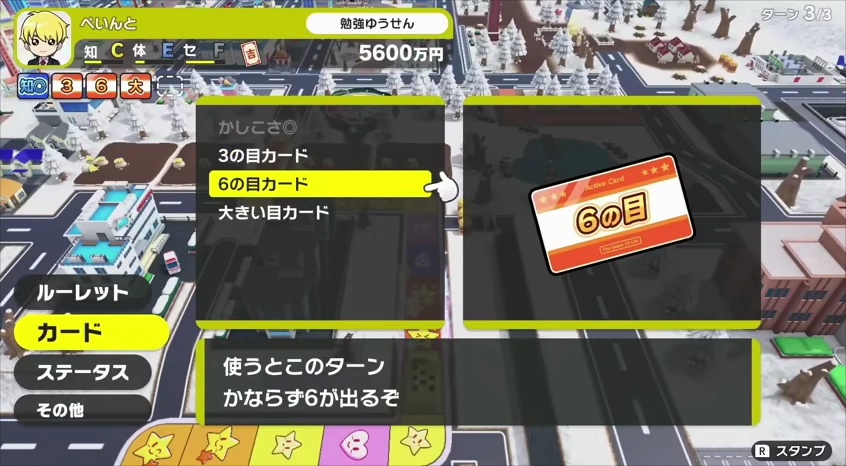 ぺいんと
勉強ゆうせん
ターン 3/3
知 C 体 E セ F 吉
5600万円
知◎ 3 6 大
かしこさ◎
3の目カード
6の目カード
大きい目カード
Active Card
6の目
The Game Of Life
ルーレット
カード
ステータス
その他
使うとこのターン
かならず6が出るぞ
R スタンプ